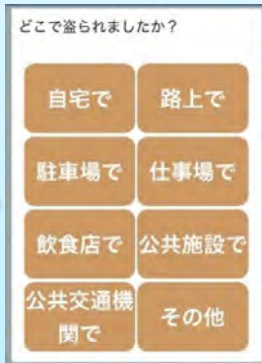 どこで盗られましたか？
自宅で
路上で
駐車場で
仕事場で
飲食店で
公共施設で
公共交通機
関で
その他